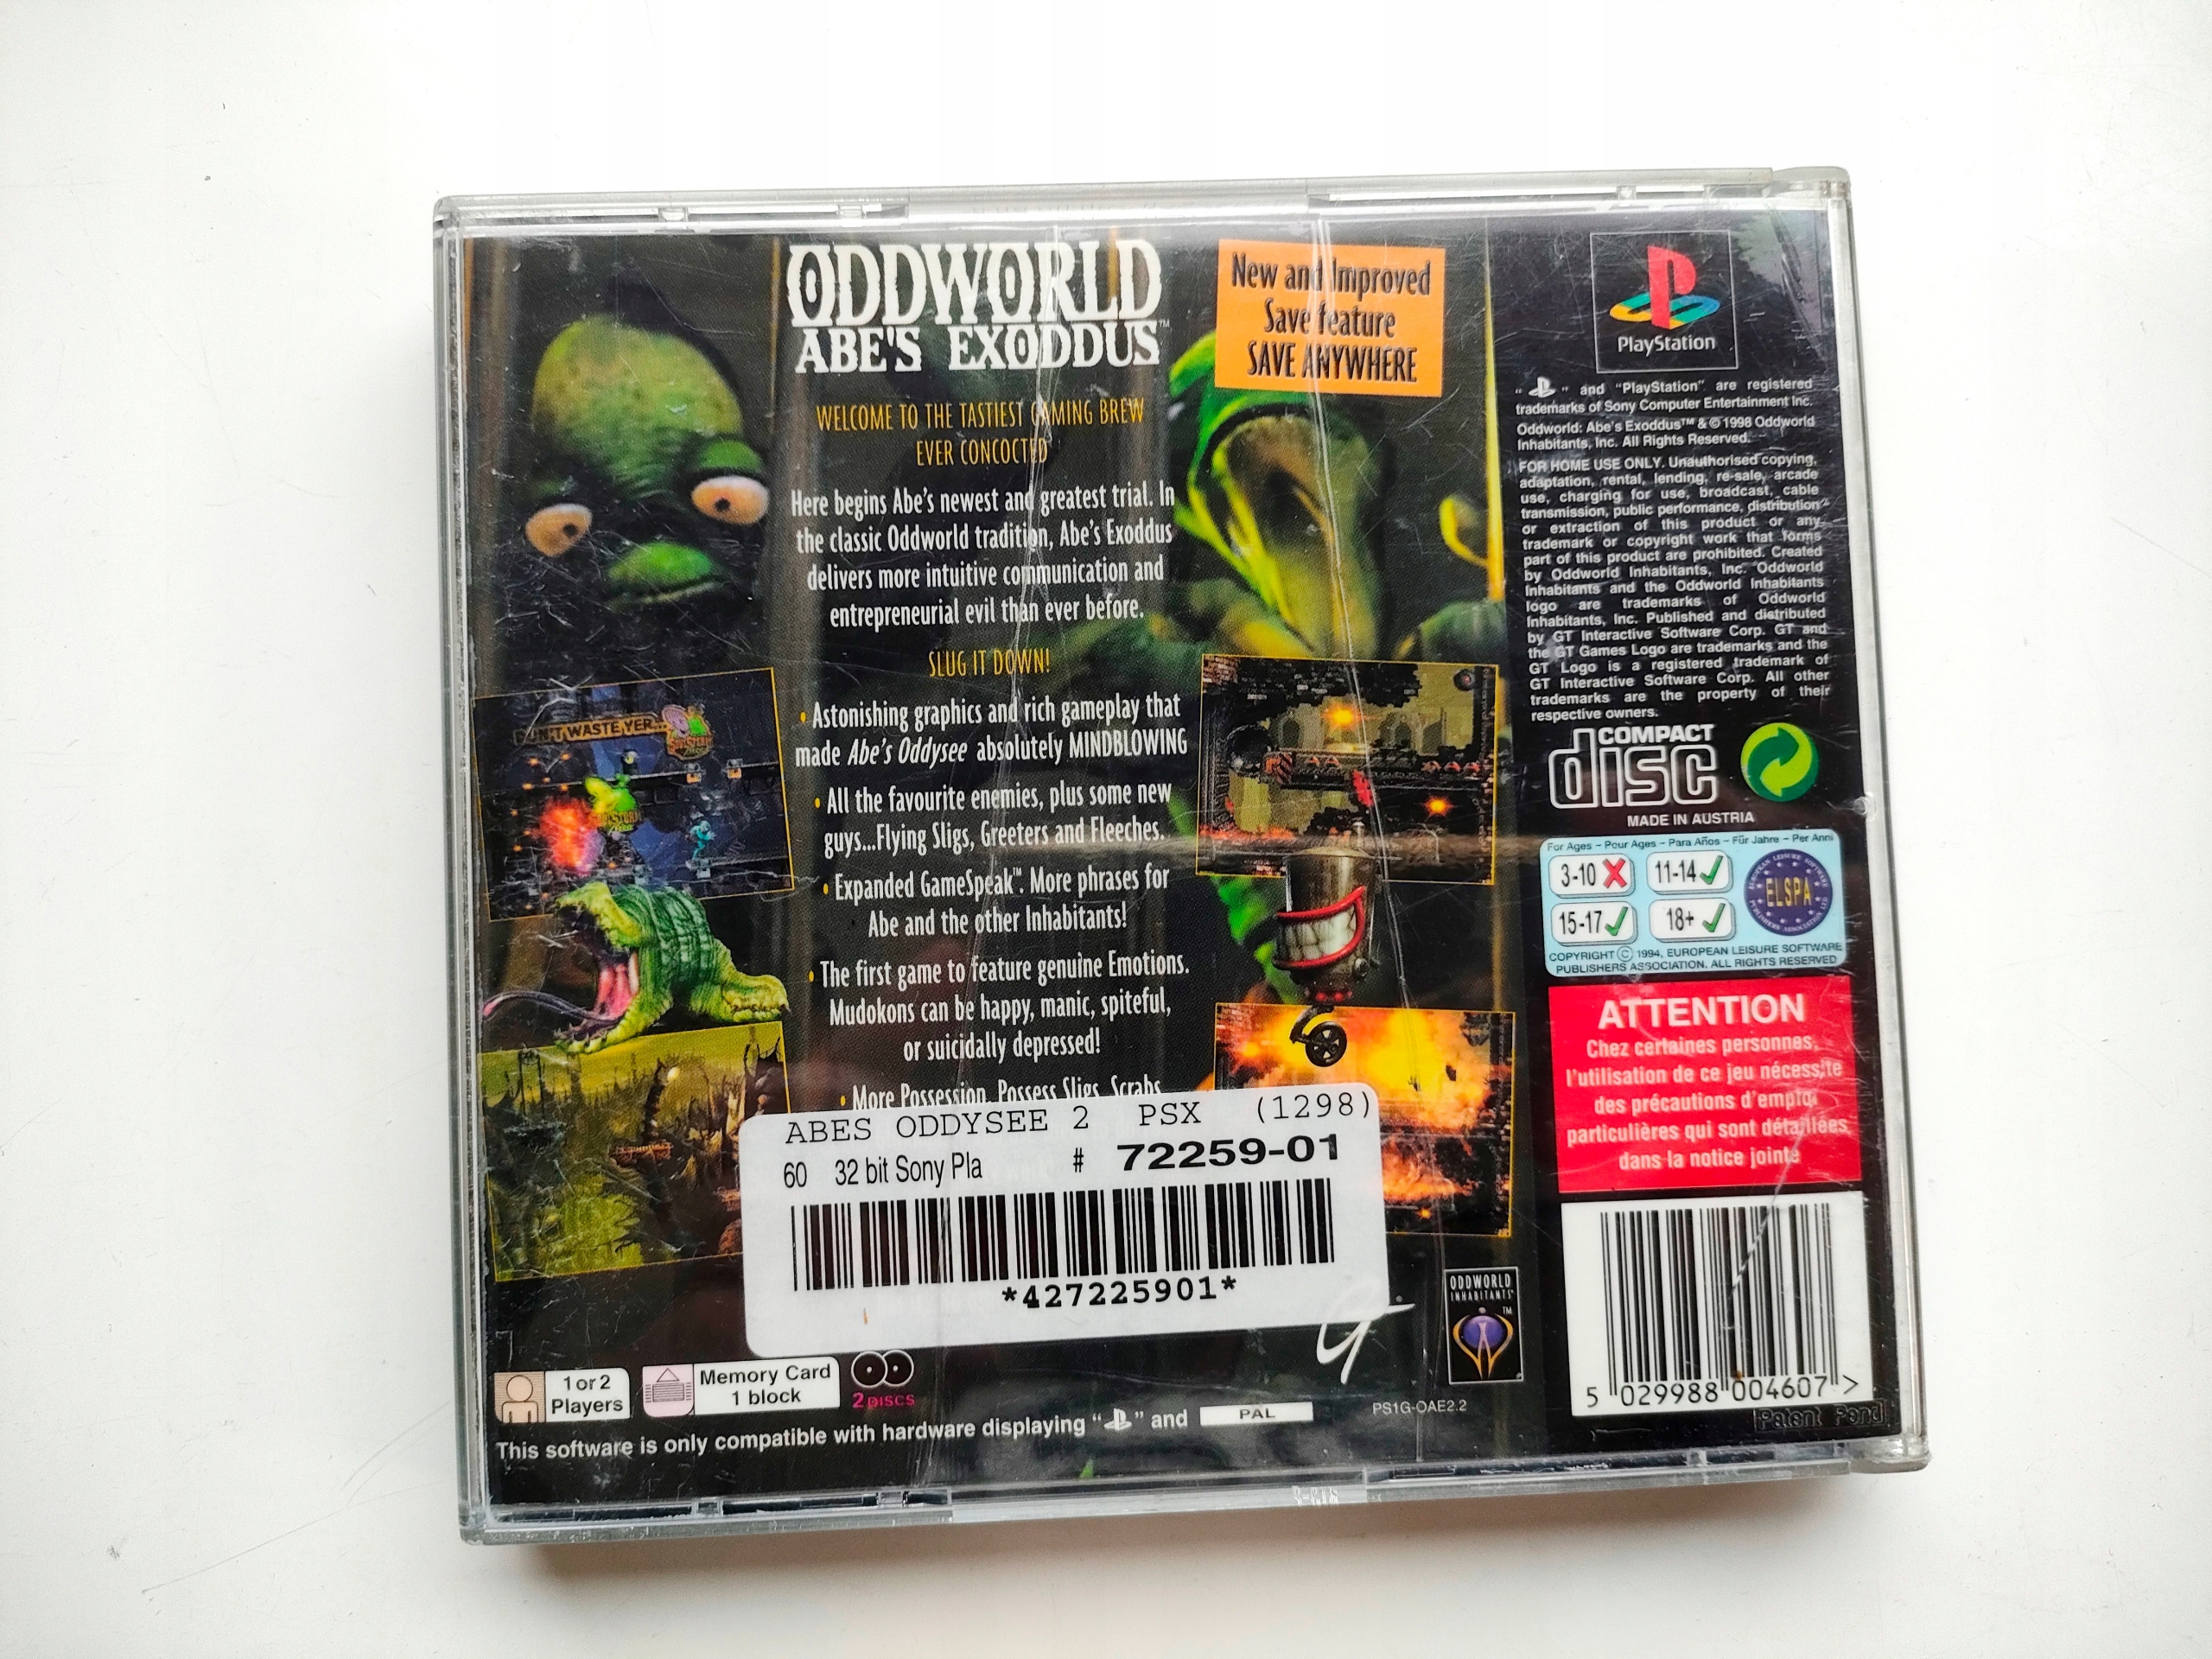 ODDWORLD
ABE'S EXODDUS™
WELCOME TO THE TASTIEST GAMING BREW
EVER CONCOCTED
Here begins Abe's newest and greatest trial. In
the classic Oddworld tradition, Abe's Exoddus
delivers more intuitive communication and
entrepreneurial evil than ever before.
SLUG IT DOWN!
• Astonishing graphics and rich gameplay that
made Abe's Oddysee absolutely MINDBLOWING
• All the favourite enemies, plus some new
guys...Flying Sligs, Greeters and Fleeches.
• Expanded GameSpeak™. More phrases for
Abe and the other Inhabitants!
• The first game to feature genuine Emotions.
Mudokons can be happy, manic, spiteful,
or suicidally depressed!
• More Possession. Possess Sligs, Scrabs
New and Improved
Save feature
SAVE ANYWHERE
DON'T WASTE YER...
ABES ODDYSEE 2 PSX (1298)
60 32 bit Sony Pla # 72259-01
*427225901*
1 or 2
Players
Memory Card
1 block
2 DISCS
This software is only compatible with hardware displaying " " and PAL
PS1G-OAE2.2
ODDWORLD
INHABITANTS
TM
PlayStation
" " and "PlayStation" are registered
trademarks of Sony Computer Entertainment Inc.
Oddworld: Abe's Exoddus™ & © 1998 Oddworld
Inhabitants, Inc. All Rights Reserved.
FOR HOME USE ONLY. Unauthorised copying,
adaptation, rental, lending, re-sale, arcade
use, charging for use, broadcast, cable
transmission, public performance, distribution
or extraction of this product or any
trademark or copyright work that forms
part of this product are prohibited. Created
by Oddworld Inhabitants, Inc. Oddworld
Inhabitants and the Oddworld Inhabitants
logo are trademarks of Oddworld
Inhabitants, Inc. Published and distributed
by GT Interactive Software Corp. GT and
the GT Games Logo are trademarks and the
GT Logo is a registered trademark of
GT Interactive Software Corp. All other
trademarks are the property of their
respective owners.
COMPACT
disc
MADE IN AUSTRIA
For Ages - Pour Ages - Para Años - Für Jahre - Per Anni
3-10 11-14
15-17 18+
ELSPA
COPYRIGHT © 1994, EUROPEAN LEISURE SOFTWARE
PUBLISHERS ASSOCIATION. ALL RIGHTS RESERVED
ATTENTION
Chez certaines personnes,
l'utilisation de ce jeu nécessite
des précautions d'emploi
particulières qui sont détaillées
dans la notice jointe
5 029988 004607 >
Patent Pend